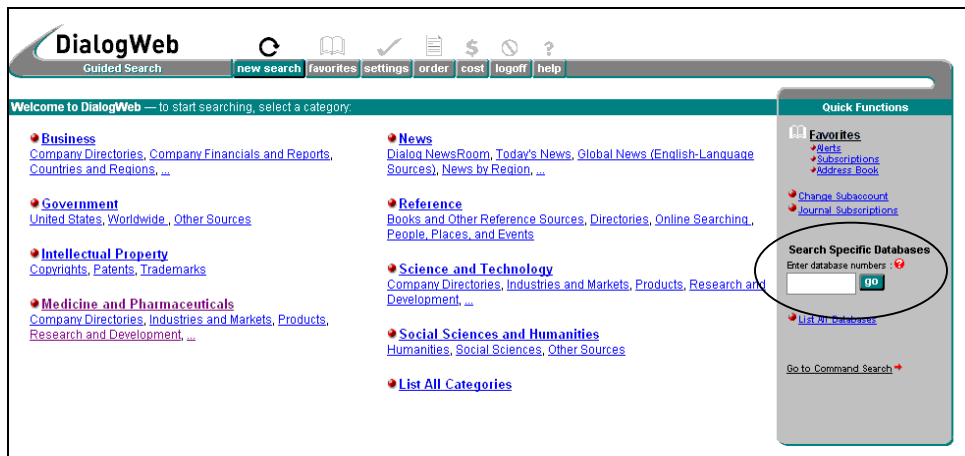 DialogWeb
$ ?
Guided Search
new search favorites settings order cost logoff help
Welcome to DialogWeb — to start searching, select a category:
Business
Company Directories, Company Financials and Reports,
Countries and Regions, ...
Government
United States, Worldwide , Other Sources
Intellectual Property
Copyrights, Patents, Trademarks
Medicine and Pharmaceuticals
Company Directories, Industries and Markets, Products,
Research and Development, ...
News
Dialog NewsRoom, Today's News, Global News (English-Language
Sources), News by Region, ...
Reference
Books and Other Reference Sources, Directories, Online Searching ,
People, Places, and Events
Science and Technology
Company Directories, Industries and Markets, Products, Research and
Development, ...
Social Sciences and Humanities
Humanities, Social Sciences, Other Sources
List All Categories
Quick Functions
Favorites
Alerts
Subscriptions
Address Book
Change Subaccount
Journal Subscriptions
Search Specific Databases
Enter database numbers : ?
go
List All Databases
Go to Command Search